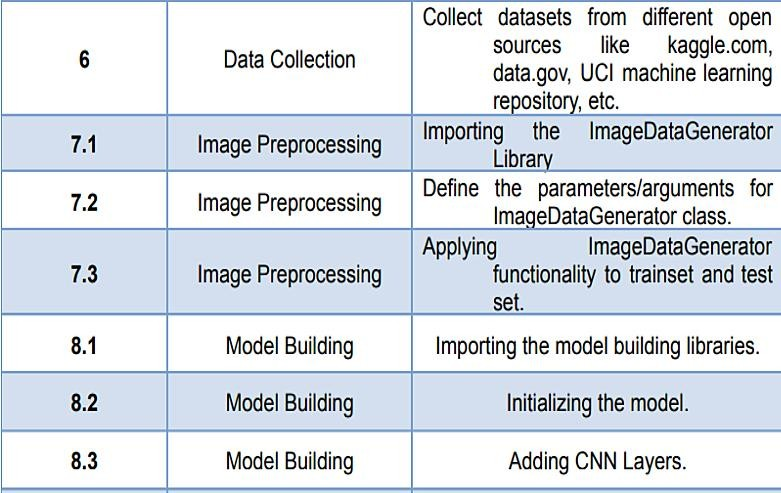 6 Data Collection Collect datasets from different open
sources like kaggle.com,
data.gov, UCI machine learning
repository, etc.
7.1 Image Preprocessing Importing the ImageDataGenerator
Library
7.2 Image Preprocessing Define the parameters/arguments for
ImageDataGenerator class.
7.3 Image Preprocessing Applying ImageDataGenerator
functionality to trainset and test
set.
8.1 Model Building Importing the model building libraries.
8.2 Model Building Initializing the model.
8.3 Model Building Adding CNN Layers.